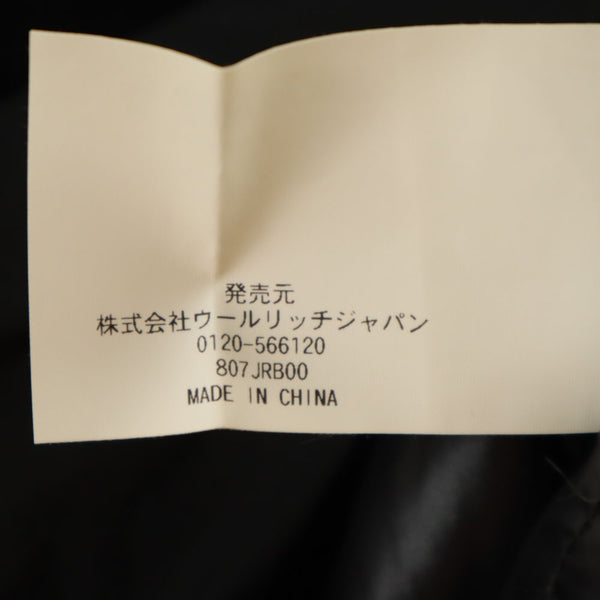 発売元
株式会社ウールリッチジャパン
0120-566120
807JRB00
MADE IN CHINA